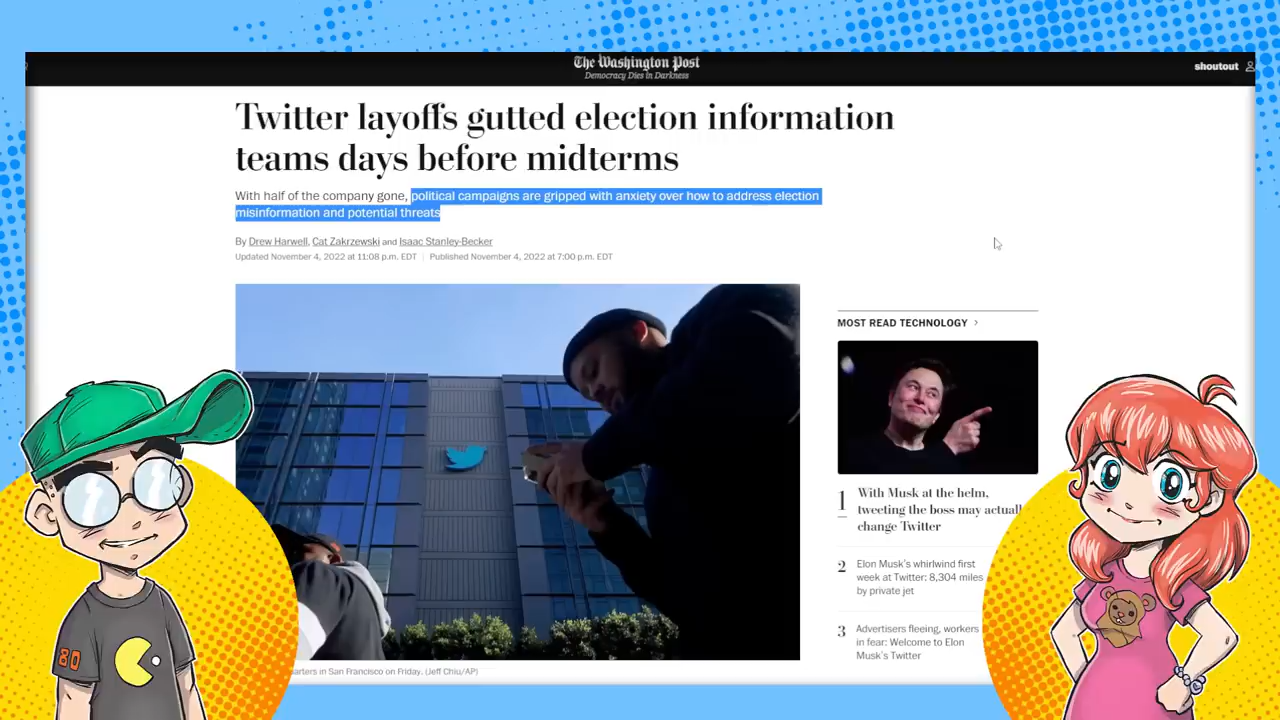 The Washington Post
Democracy Dies in Darkness
shoutout
Twitter layoffs gutted election information
teams days before midterms
With half of the company gone, political campaigns are gripped with anxiety over how to address election
misinformation and potential threats
By Drew Harwell, Cat Zakrzewski and Isaac Stanley-Becker
Updated November 4, 2022 at 11:08 p.m. EDT | Published November 4, 2022 at 7:00 p.m. EDT
MOST READ TECHNOLOGY >
1 With Musk at the helm,
tweeting the boss may actuall
change Twitter
2 Elon Musk's whirlwind first
week at Twitter: 8,304 miles
by private jet
3 Advertisers fleeing, workers
in fear: Welcome to Elon
Musk's Twitter
arters in San Francisco on Friday. (Jeff Chiu/AP)
80